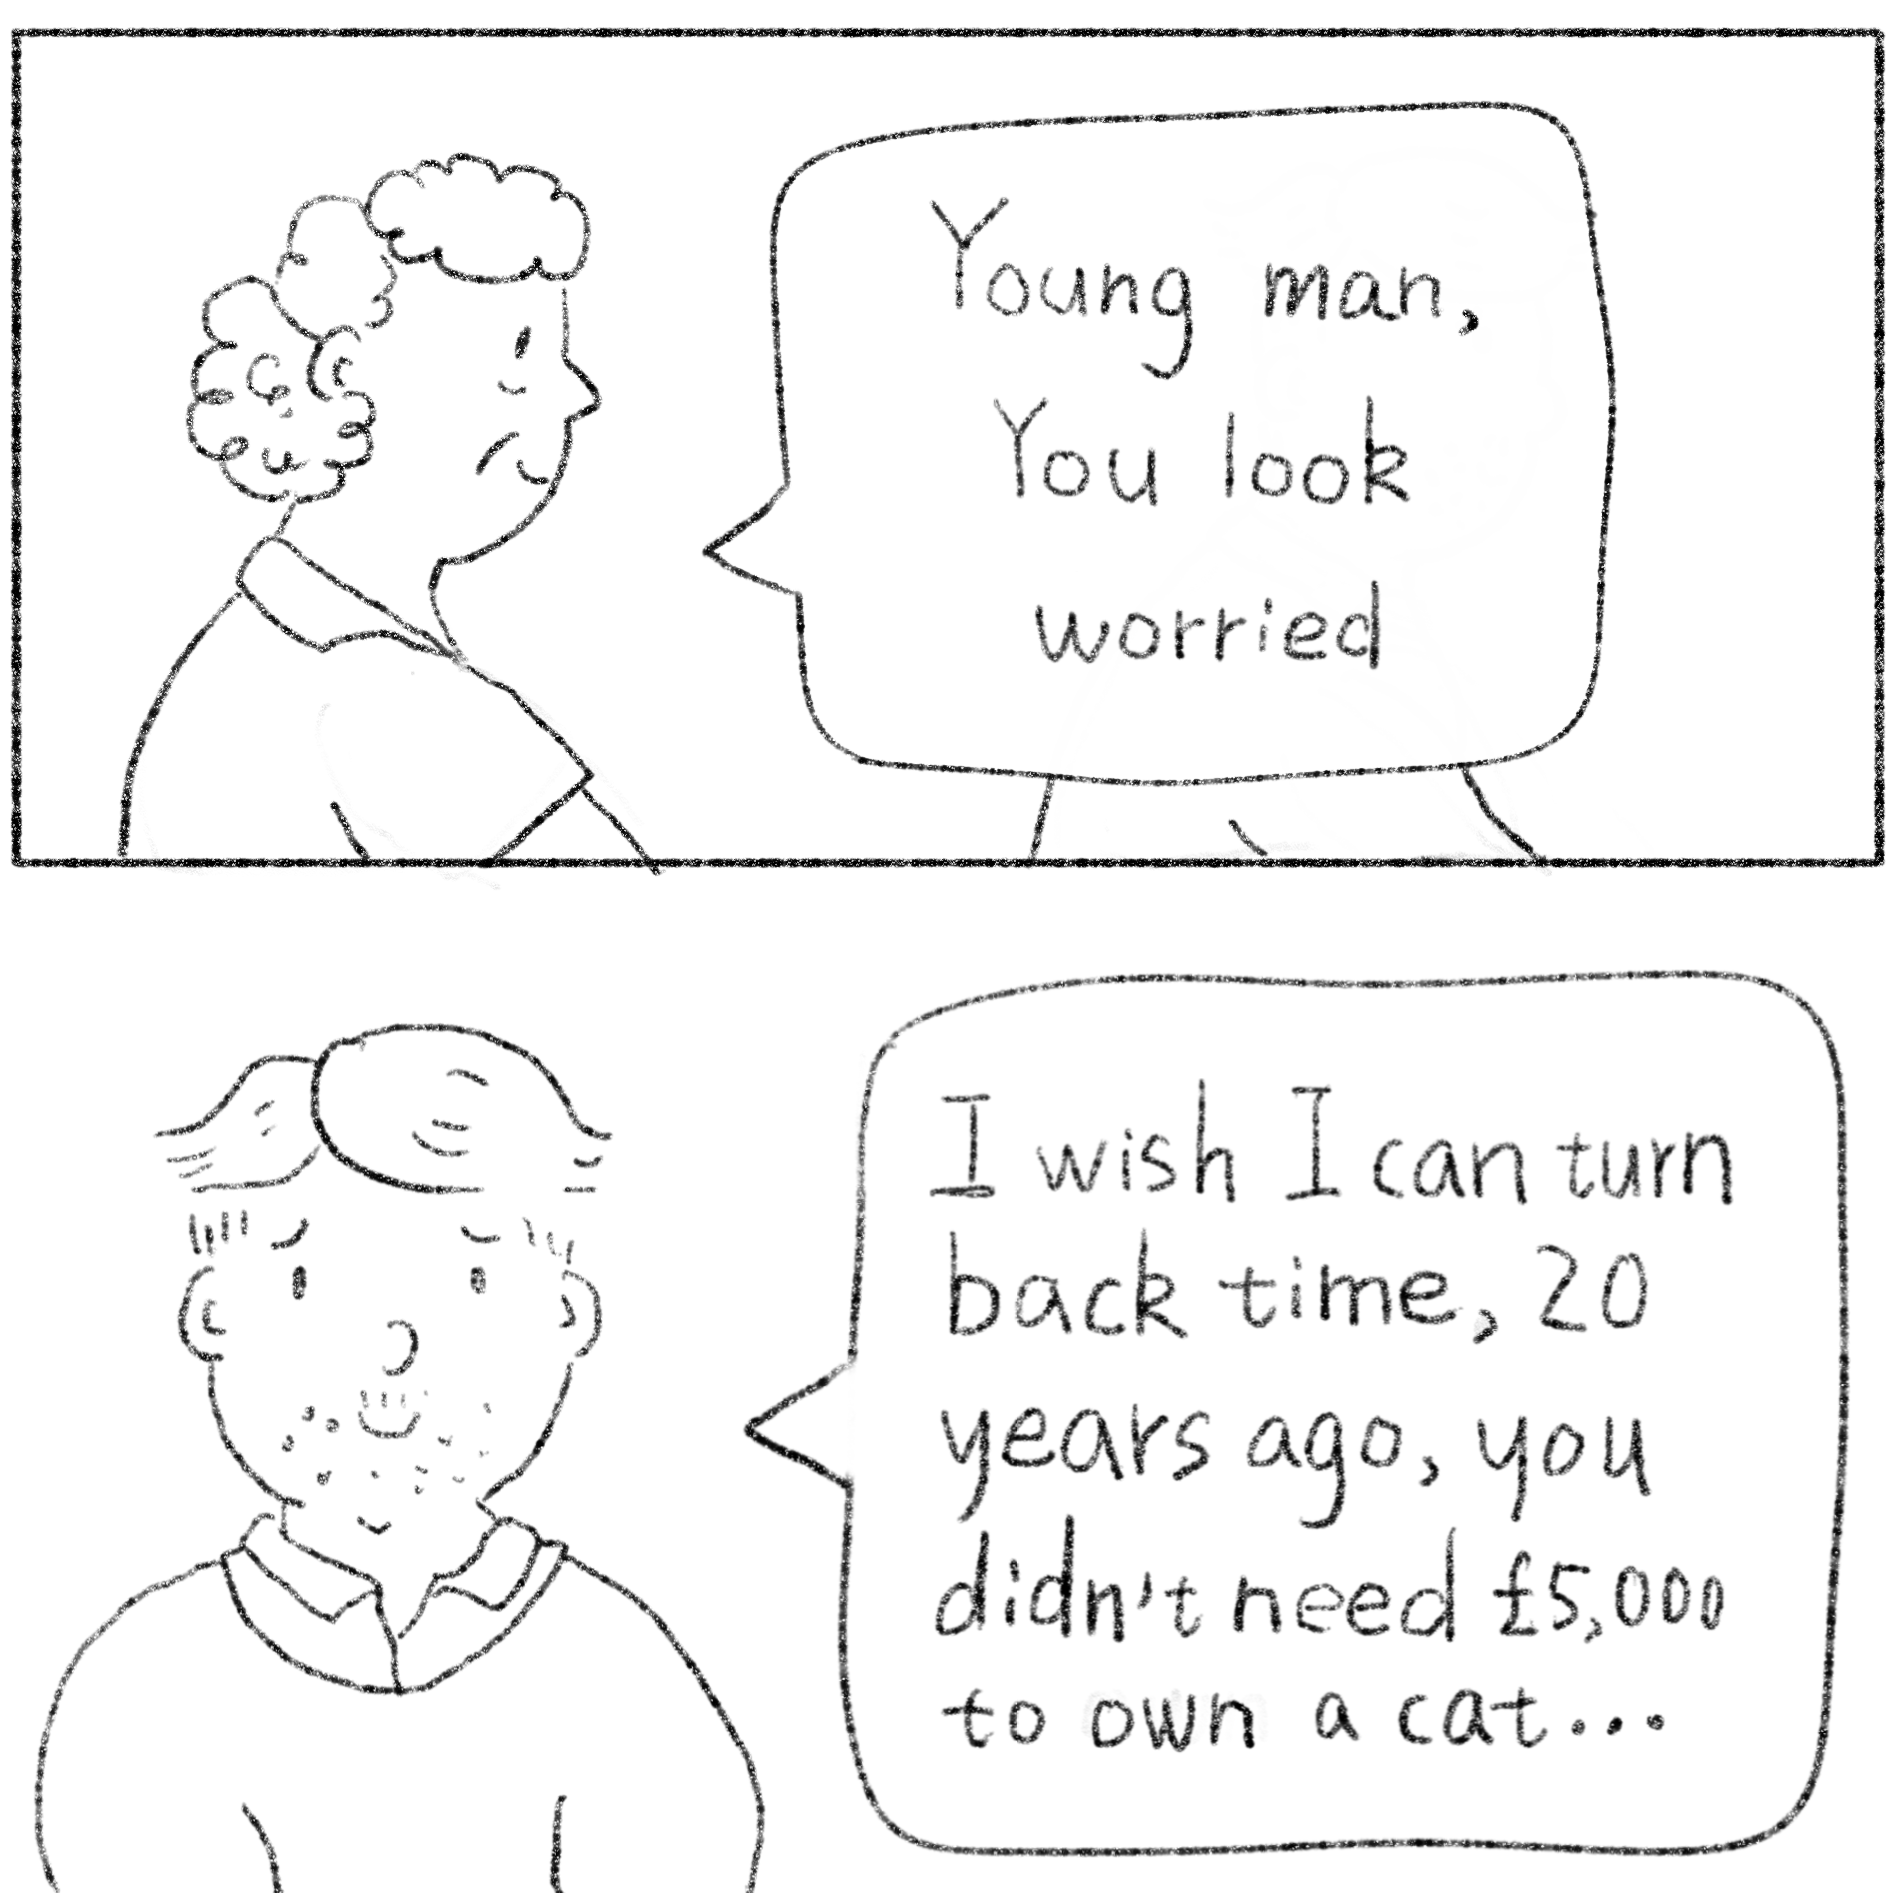 Young man,
You look
worried
I wish I can turn
back time, 20
years ago, you
didn't need £5,000
to own a cat...